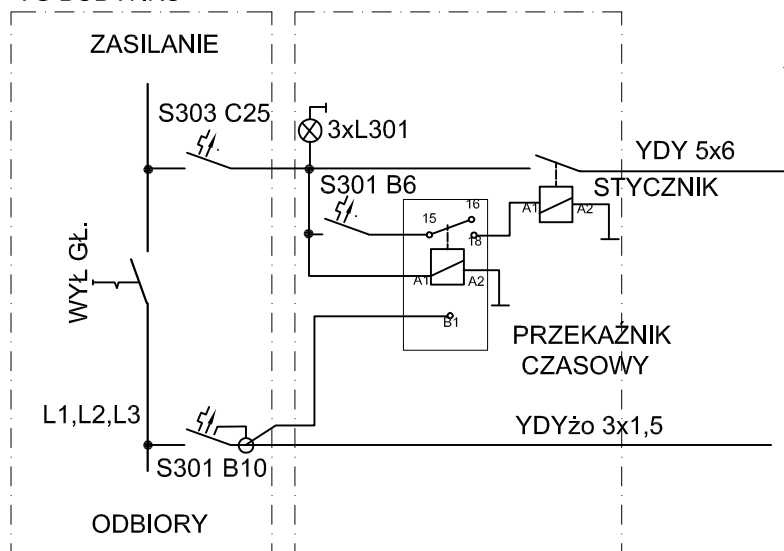 ZASILANIE
S303 C25
3xL301
YDY 5x6
S301 B6
STYCZNIK
16
15
18
A1
A2
A1
A2
WYŁ GŁ.
B1
PRZEKAŹNIK
CZASOWY
L1,L2,L3
YDYżo 3x1,5
S301 B10
ODBIORY